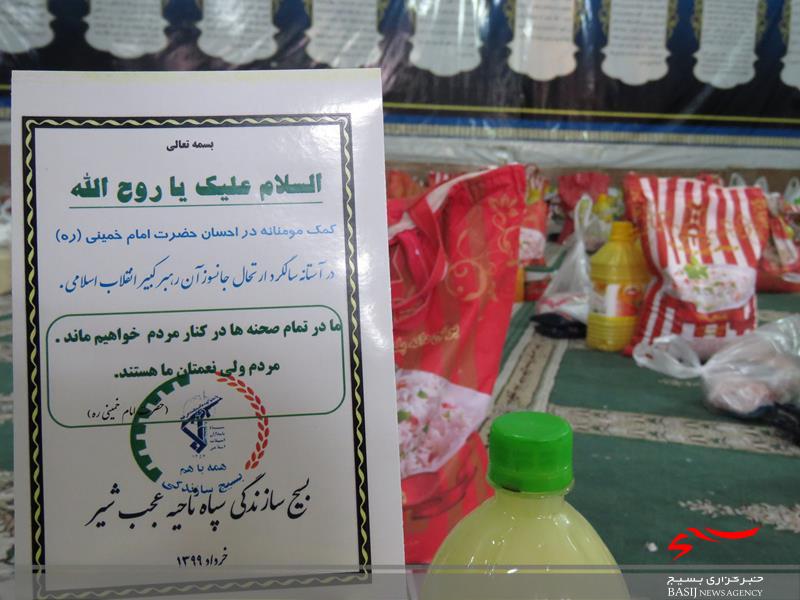 بسمه تعالی
السلام علیک یا روح الله
کمک مومنانه در احسان حضرت امام خمینی (ره)
در آستانه سالگرد ارتحال جانسوز آن رهبر کبیر انقلاب اسلامی.
ما در تمام صحنه ها در کنار مردم خواهیم ماند.
مردم ولی نعمتان ما هستند.
(حضرت امام خمینی ره)
همه با هم
بسیج سازندگی
بسیج سازندگی سپاه ناحیه عجب شیر
خرداد ۱۳۹۹
خبرگزاری بسیج
BASIJ NEWS AGENCY